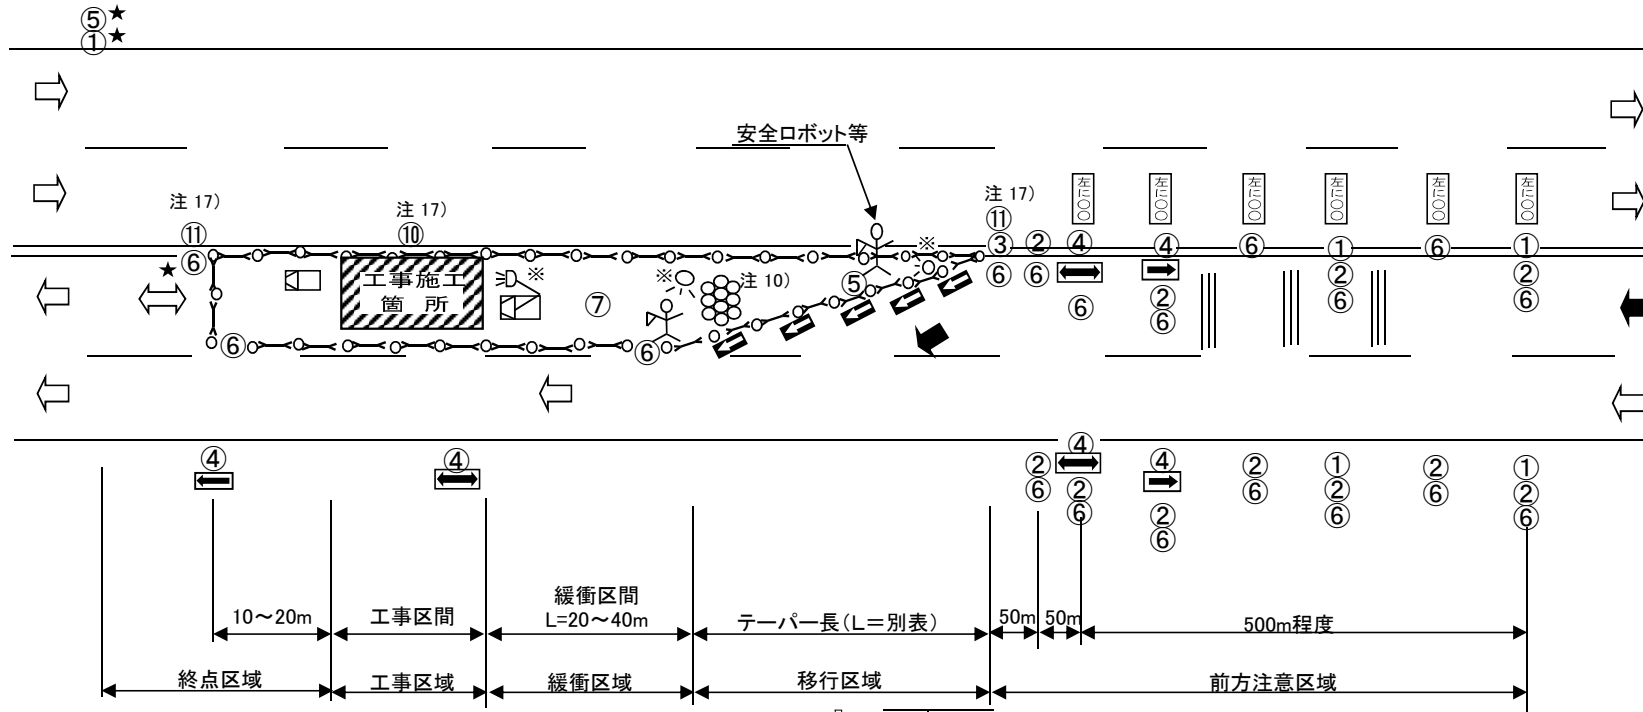 ⑤★
①★
安全ロボット等
左に〇〇 左に〇〇 左に〇〇 左に〇〇 左に〇〇 左に〇〇
注 17) 注 17) 注 17)
⑪ ⑩ ⑪
⑥ ※ ③ ② ④ ④ ⑥ ① ⑥ ①
★ 工事施工 ※ ※ 注 10) ⑤ ⑥ ⑥ ② ②
箇 所 ⑦ ⑥ ② ⑥ ⑥
⑥
⑥ ⑥
④ ④ ② ④ ④ ② ① ② ①
⑥ ② ⑥ ② ⑥ ②
⑥ ② ⑥ ⑥
⑥
10～20m 工事区間 緩衝区間 テーパー長(L=別表) 50m 50m 500m程度
L=20～40m
終点区域 工事区域 緩衝区域 移行区域 前方注意区域